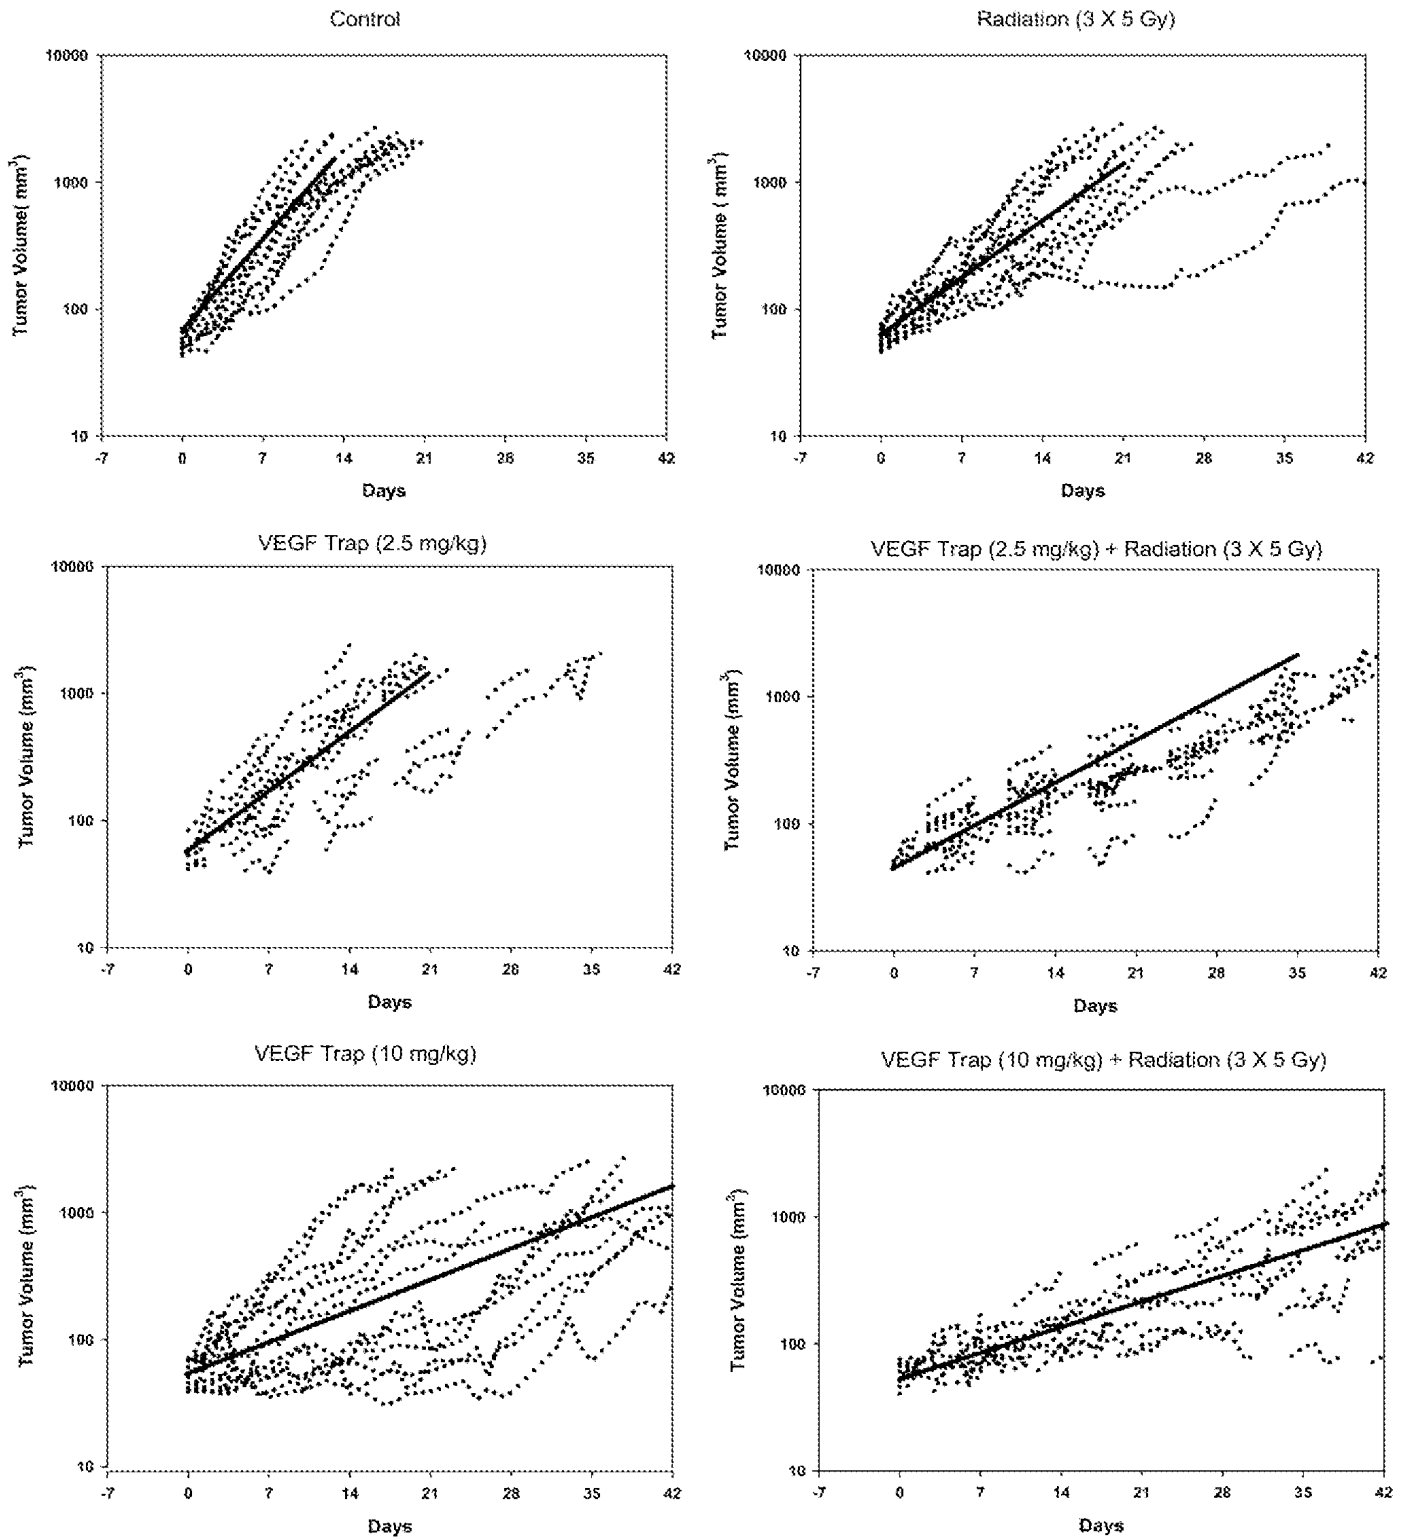 Control
10000
1000
100
10
Tumor Volume( mm³)
-7 0 7 14 21 28 35 42
Days
Radiation (3 X 5 Gy)
10000
1000
100
10
Tumor Volume ( mm³)
-7 0 7 14 21 28 35 42
Days
VEGF Trap (2.5 mg/kg)
10000
1000
100
10
Tumor Volume (mm³)
-7 0 7 14 21 28 35 42
Days
VEGF Trap (2.5 mg/kg) + Radiation (3 X 5 Gy)
10000
1000
100
10
Tumor Volume (mm³)
-7 0 7 14 21 28 35 42
Days
VEGF Trap (10 mg/kg)
10000
1000
100
10
Tumor Volume (mm³)
-7 0 7 14 21 28 35 42
Days
VEGF Trap (10 mg/kg) + Radiation (3 X 5 Gy)
10000
1000
100
10
Tumor Volume (mm³)
-7 0 7 14 21 28 35 42
Days